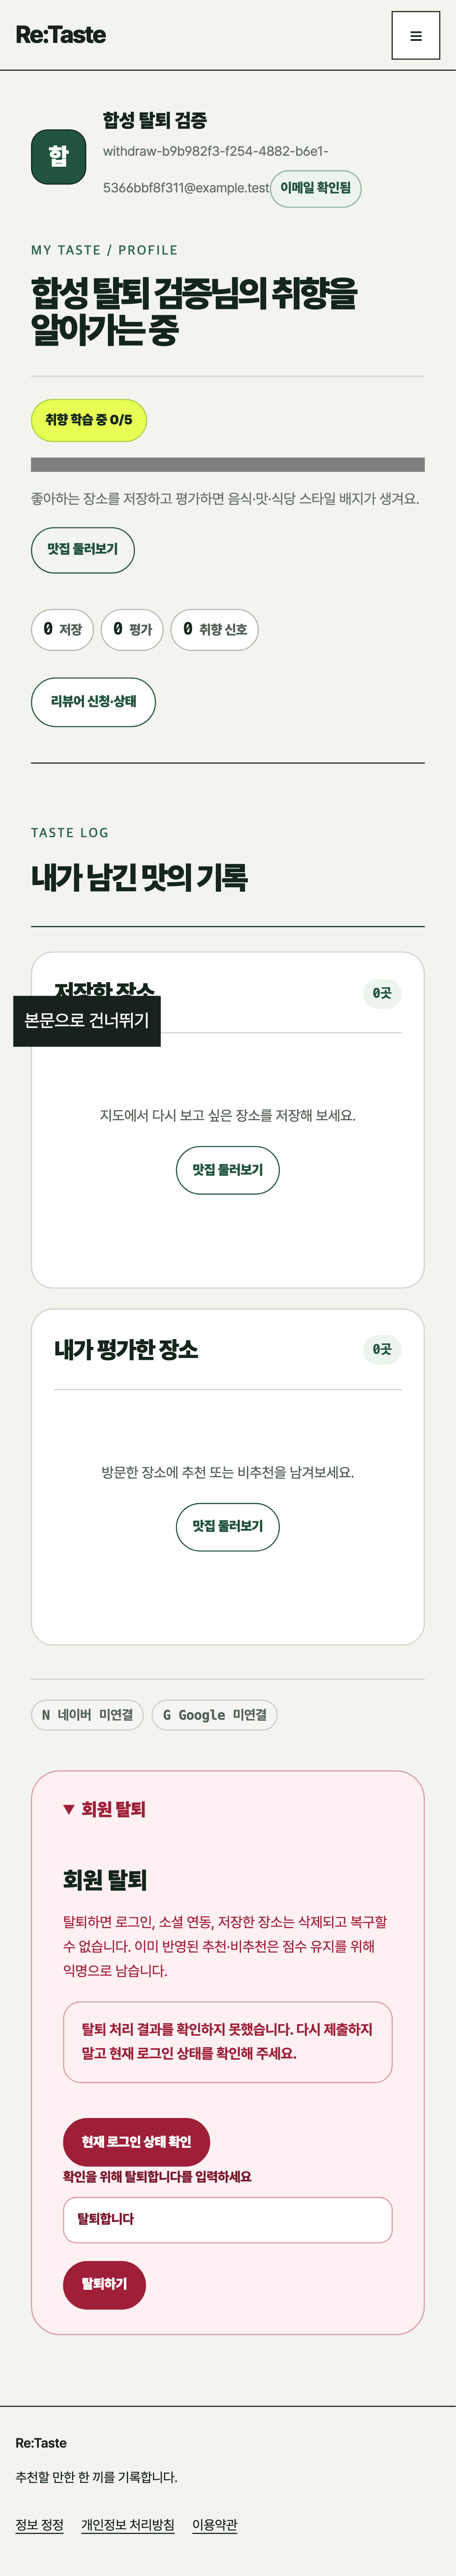 Re:Taste
≡
합
합성 탈퇴 검증
withdraw-b9b982f3-f254-4882-b6e1-
5366bbf8f311@example.test 이메일 확인됨
MY TASTE / PROFILE
합성 탈퇴 검증님의 취향을
알아가는 중
취향 학습 중 0/5
좋아하는 장소를 저장하고 평가하면 음식·맛·식당 스타일 배지가 생겨요.
맛집 둘러보기
0 저장 0 평가 0 취향 신호
리뷰어 신청·상태
TASTE LOG
내가 남긴 맛의 기록
저장한 장소 0곳
본문으로 건너뛰기
지도에서 다시 보고 싶은 장소를 저장해 보세요.
맛집 둘러보기
내가 평가한 장소 0곳
방문한 장소에 추천 또는 비추천을 남겨보세요.
맛집 둘러보기
N 네이버 미연결 G Google 미연결
▼ 회원 탈퇴
회원 탈퇴
탈퇴하면 로그인, 소셜 연동, 저장한 장소는 삭제되고 복구할
수 없습니다. 이미 반영된 추천·비추천은 점수 유지를 위해
익명으로 남습니다.
탈퇴 처리 결과를 확인하지 못했습니다. 다시 제출하지
말고 현재 로그인 상태를 확인해 주세요.
현재 로그인 상태 확인
확인을 위해 탈퇴합니다를 입력하세요
탈퇴합니다
탈퇴하기
Re:Taste
추천할 만한 한 끼를 기록합니다.
정보 정정 개인정보 처리방침 이용약관